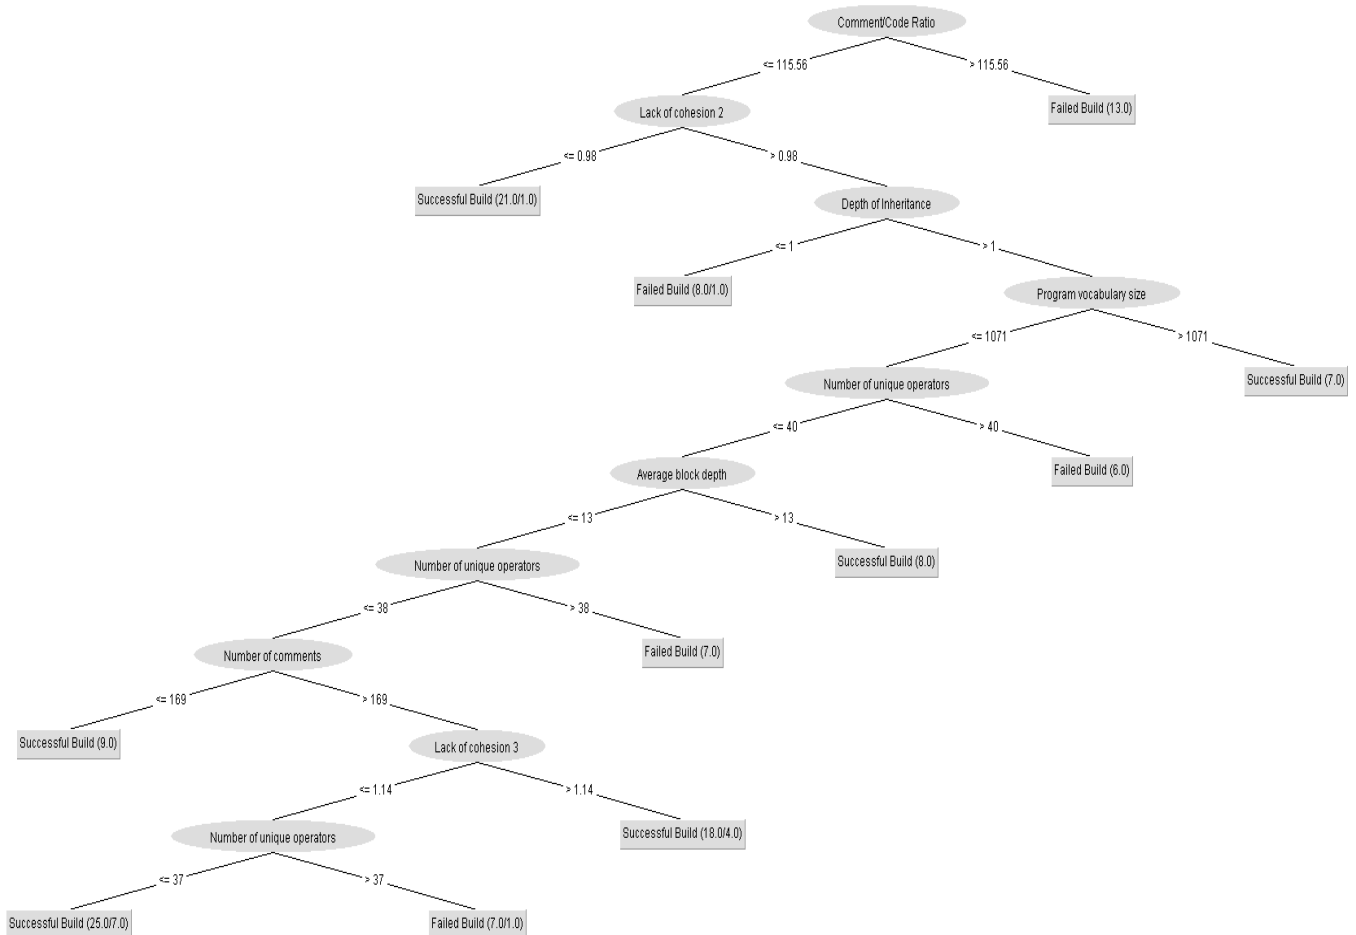 Comment/Code Ratio
<= 115.56
> 115.56
Lack of cohesion 2
Failed Build (13.0)
<= 0.98
> 0.98
Successful Build (21.0/1.0)
Depth of Inheritance
<= 1
> 1
Failed Build (8.0/1.0)
Program vocabulary size
<= 1071
> 1071
Number of unique operators
Successful Build (7.0)
<= 40
> 40
Average block depth
Failed Build (6.0)
<= 13
> 13
Number of unique operators
Successful Build (8.0)
<= 38
> 38
Number of comments
Failed Build (7.0)
<= 169
> 169
Successful Build (9.0)
Lack of cohesion 3
<= 1.14
> 1.14
Number of unique operators
Successful Build (18.0/4.0)
<= 37
> 37
Successful Build (25.0/7.0)
Failed Build (7.0/1.0)